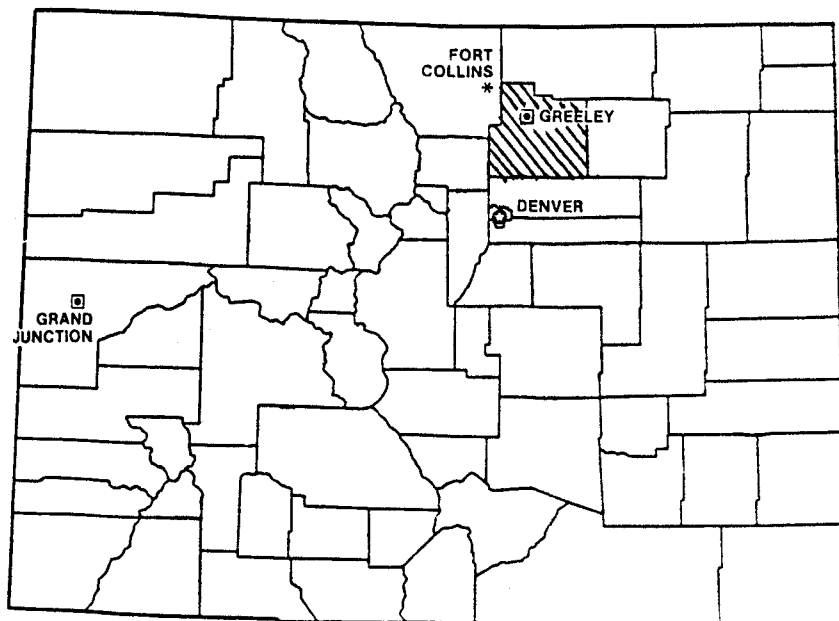 FORT
COLLINS
GREELEY
DENVER
GRAND
JUNCTION